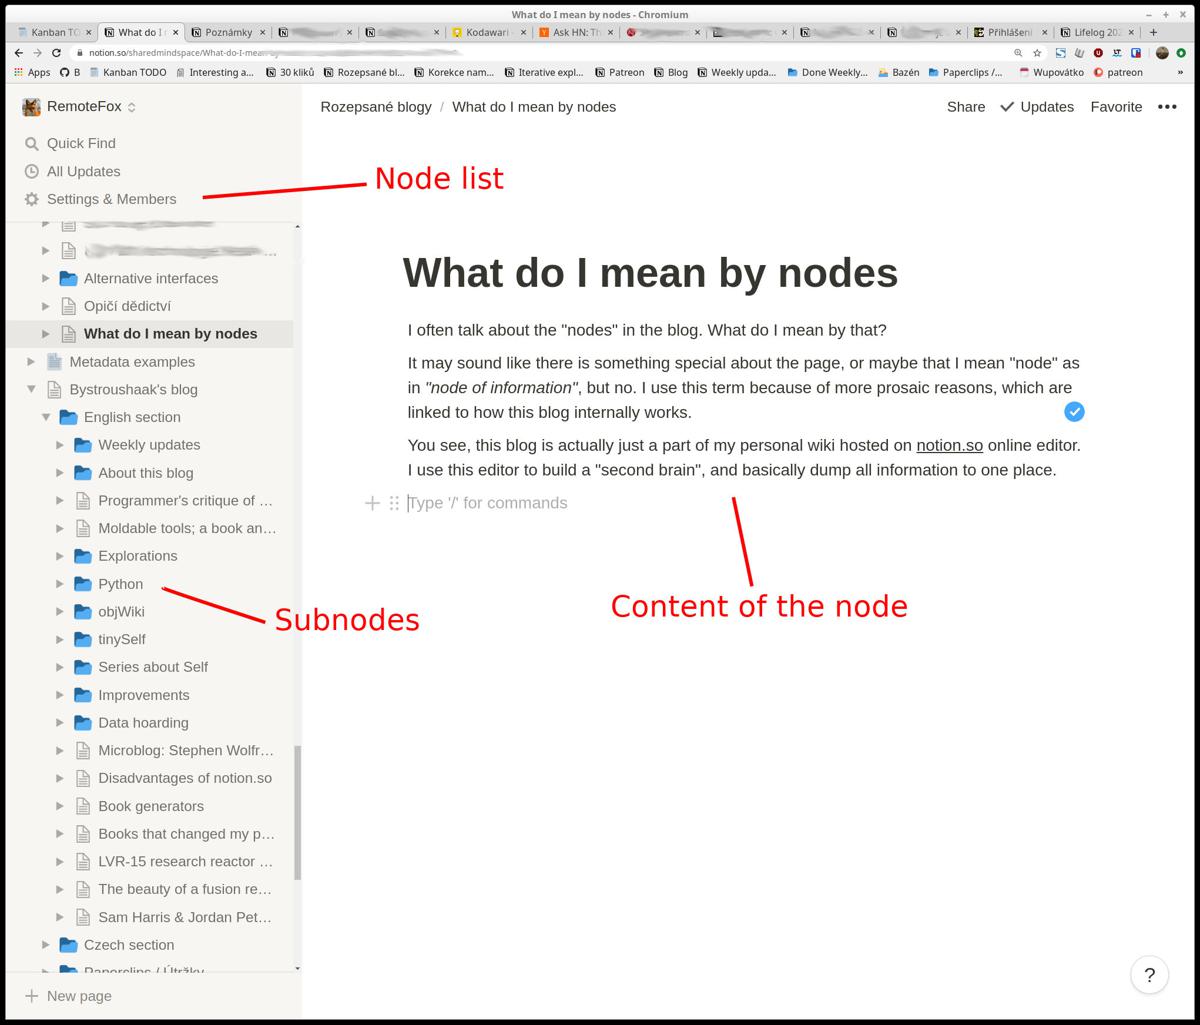 What do I mean by nodes - Chromium
Kanban TO
What do I
Poznámky
Kodawari -
Ask HN: Th
Přihlášení
Lifelog 202
notion.so/sharedmindspace/What-do-I-mean-by
Apps
B
Kanban TODO
Interesting a...
30 kliků
Rozepsané bl...
Korekce nam...
Iterative expl...
Patreon
Blog
Weekly upda...
Done Weekly...
Bazén
Paperclips /...
Wupovátko
patreon
»
RemoteFox
Rozepsané blogy / What do I mean by nodes
Share
Updates
Favorite
•••
Quick Find
All Updates
Settings & Members
Node list
...
Alternative interfaces
Opičí dědictví
What do I mean by nodes
Metadata examples
Bystroushaak's blog
English section
Weekly updates
About this blog
Programmer's critique of ...
Moldable tools; a book an...
Explorations
Python
objWiki
tinySelf
Series about Self
Improvements
Data hoarding
Microblog: Stephen Wolfr...
Disadvantages of notion.so
Book generators
Books that changed my p...
LVR-15 research reactor ...
The beauty of a fusion re...
Sam Harris & Jordan Pet...
Czech section
Paperclips / Útržky
New page
Subnodes
What do I mean by nodes
I often talk about the "nodes" in the blog. What do I mean by that?
It may sound like there is something special about the page, or maybe that I mean "node" as
in "node of information", but no. I use this term because of more prosaic reasons, which are
linked to how this blog internally works.
You see, this blog is actually just a part of my personal wiki hosted on notion.so online editor.
I use this editor to build a "second brain", and basically dump all information to one place.
Type '/' for commands
Content of the node
?